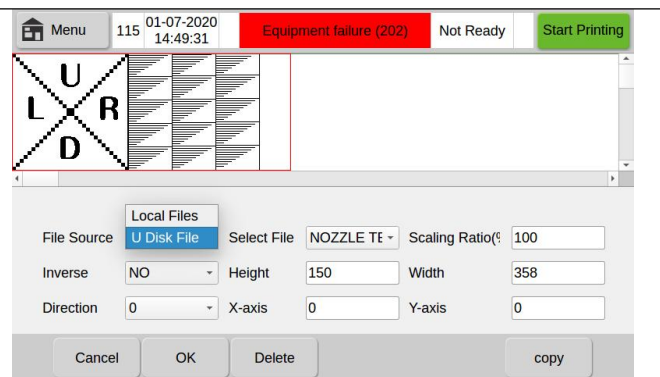 Menu
115
01-07-2020
14:49:31
Equipment failure (202)
Not Ready
Start Printing
U
L R
D
Local Files
File Source U Disk File Select File NOZZLE TE Scaling Ratio(%
Inverse NO Height 150 Width 358
Direction 0 X-axis 0 Y-axis 0
Cancel OK Delete copy